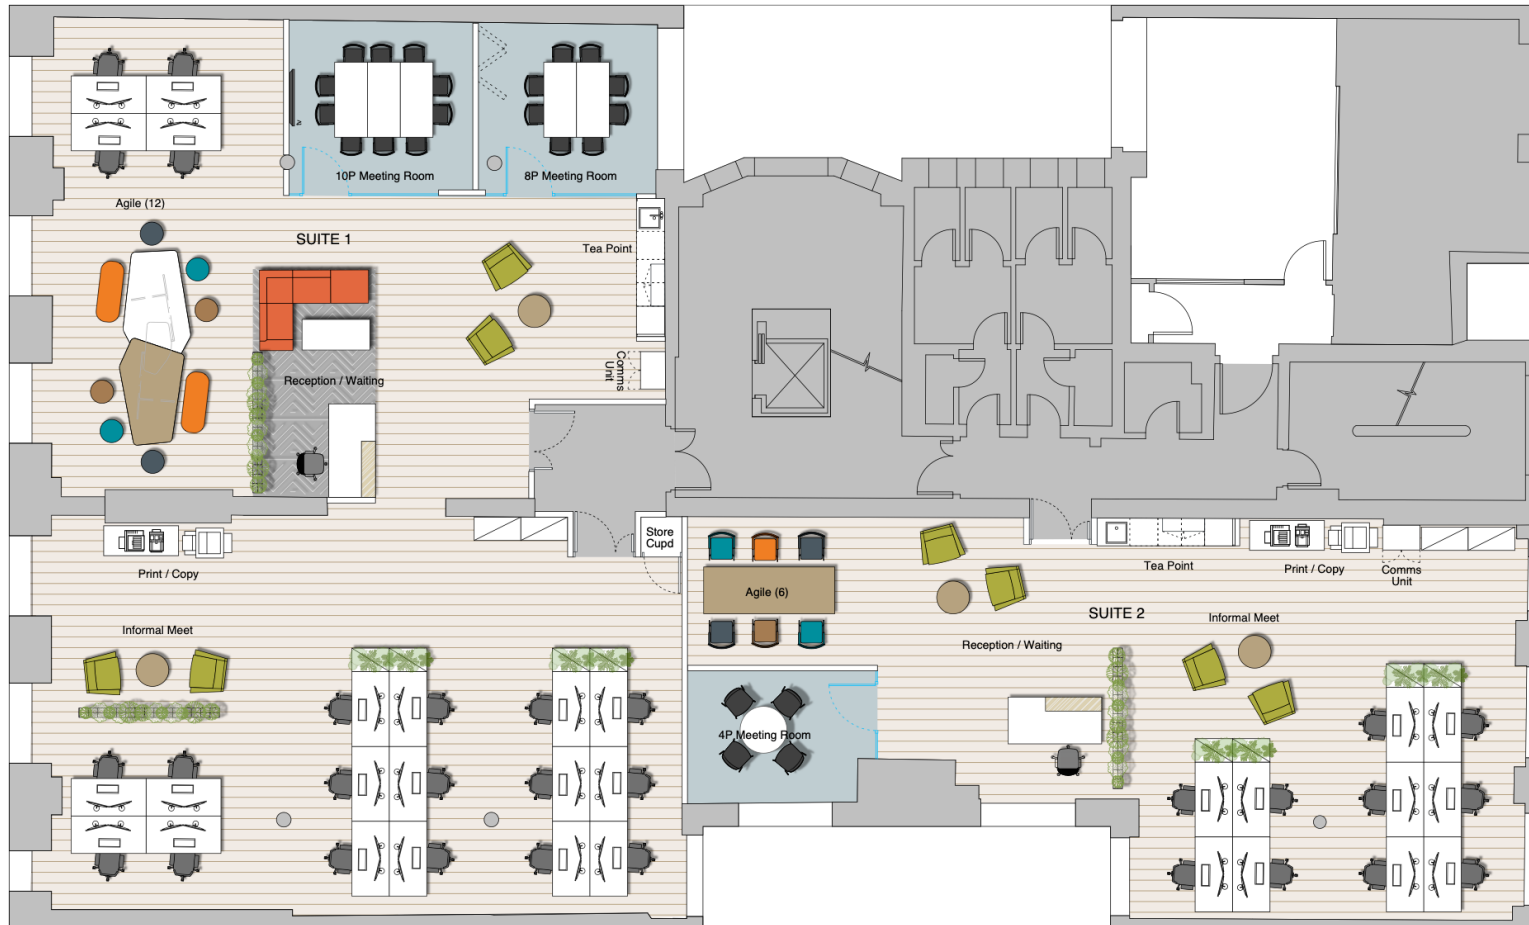 10P Meeting Room
8P Meeting Room
Agile (12)
SUITE 1
Tea Point
Comms
Unit
Reception / Waiting
Store
Cupd
Print / Copy
Informal Meet
Agile (6)
Tea Point
Print / Copy
Comms
Unit
SUITE 2
Informal Meet
Reception / Waiting
4P Meeting Room